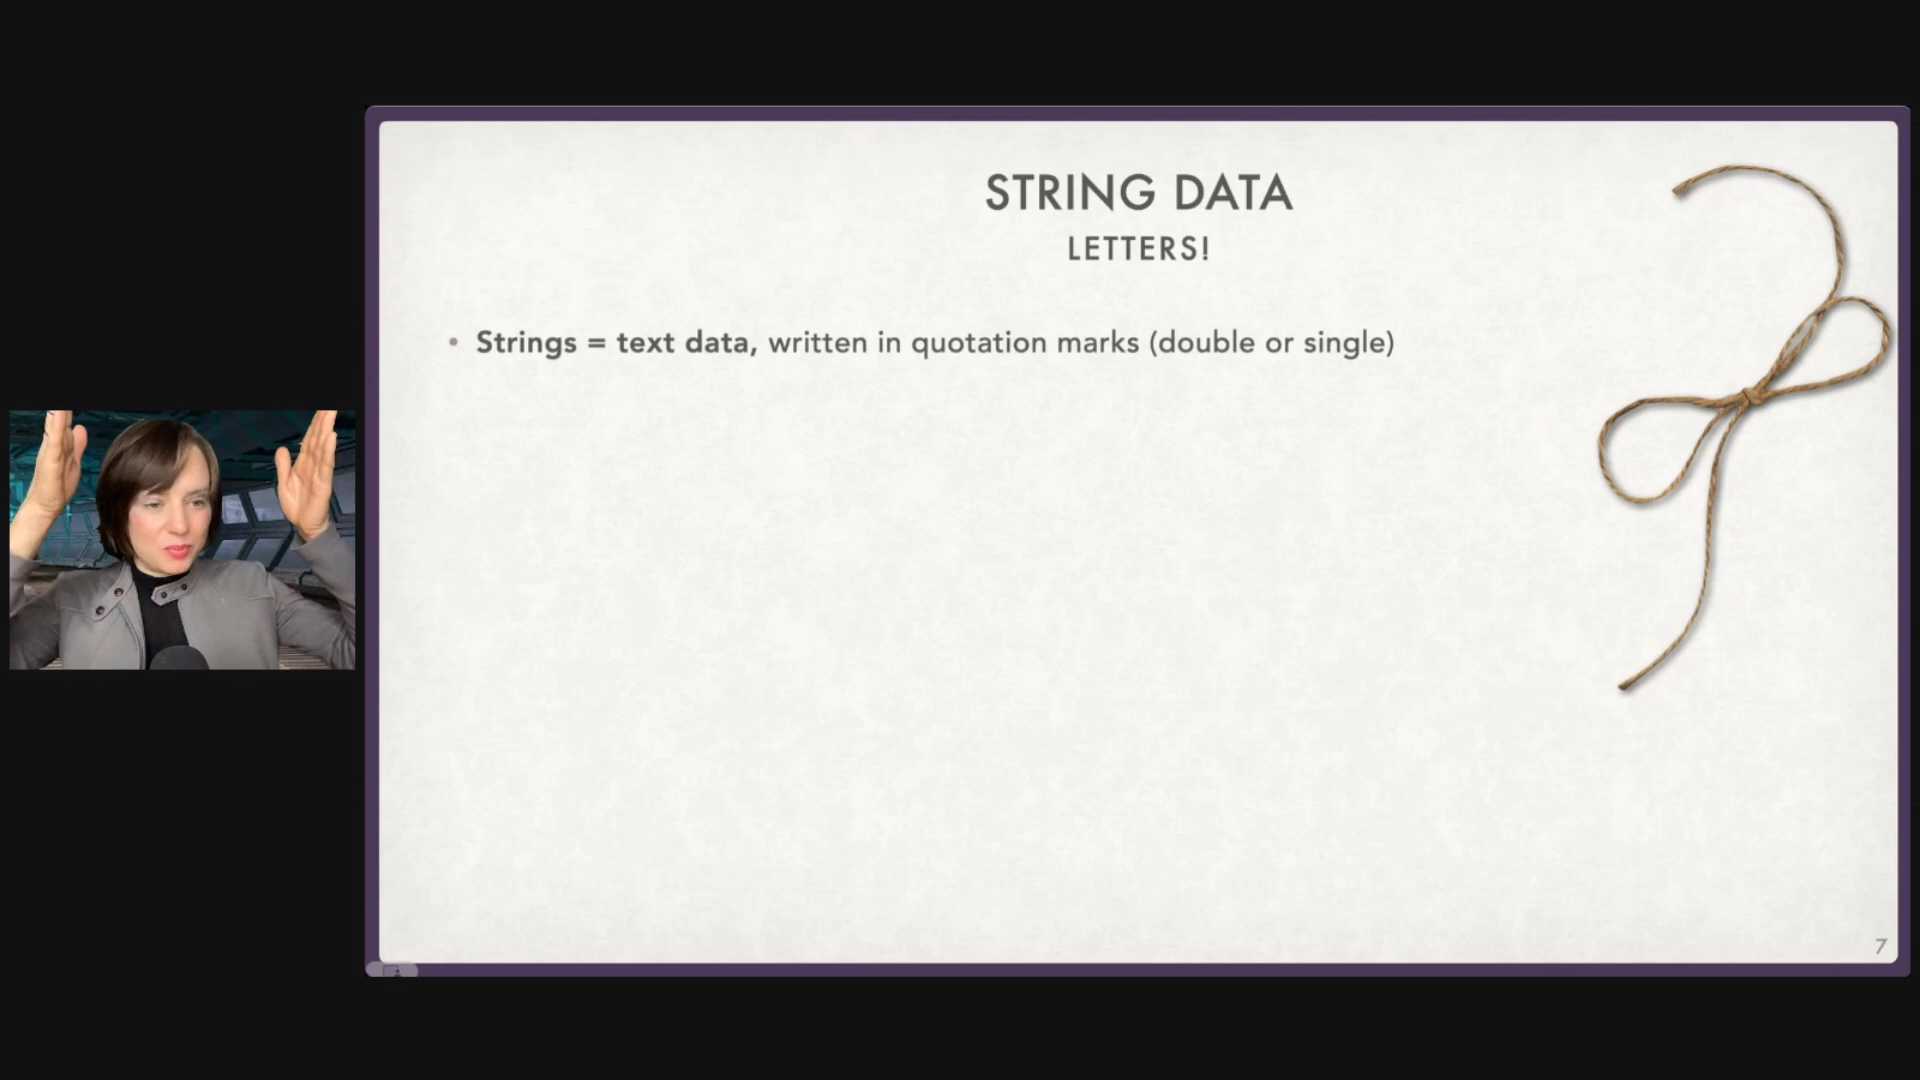 STRING DATA
LETTERS!
• Strings = text data, written in quotation marks (double or single)
7